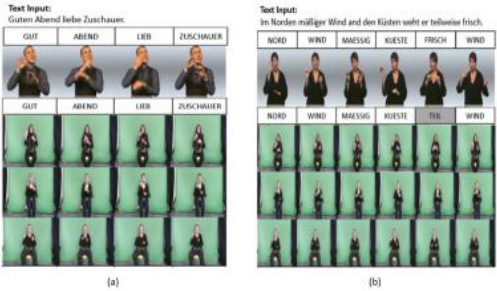 Text Input:
Guten Abend liebe Zuschauer.
GUT ABEND LIEB ZUSCHAUER
GUT ABEND LIEB ZUSCHAUER
(a)
Text Input:
Im Norden mäßiger Wind and den Küsten weht er teilweise frisch.
NORD WIND MAESSIG KUESTE FRISCH WIND
NORD WIND MAESSIG KUESTE TEIL WIND
(b)